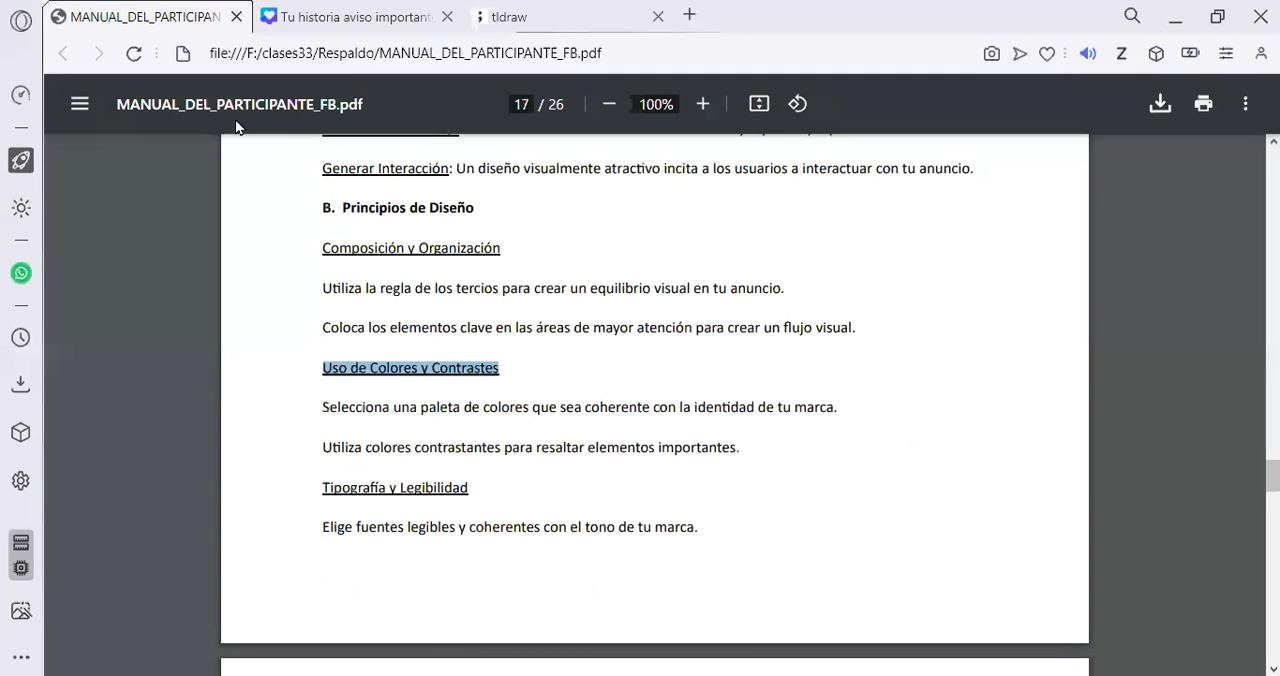 MANUAL_DEL_PARTICIPAN
Tu historia aviso important
tldraw
file:///F:/clases33/Respaldo/MANUAL_DEL_PARTICIPANTE_FB.pdf
Z
MANUAL_DEL_PARTICIPANTE_FB.pdf
17 / 26
100%
Generar Interacción: Un diseño visualmente atractivo incita a los usuarios a interactuar con tu anuncio.
B. Principios de Diseño
Composición y Organización
Utiliza la regla de los tercios para crear un equilibrio visual en tu anuncio.
Coloca los elementos clave en las áreas de mayor atención para crear un flujo visual.
Uso de Colores y Contrastes
Selecciona una paleta de colores que sea coherente con la identidad de tu marca.
Utiliza colores contrastantes para resaltar elementos importantes.
Tipografía y Legibilidad
Elige fuentes legibles y coherentes con el tono de tu marca.